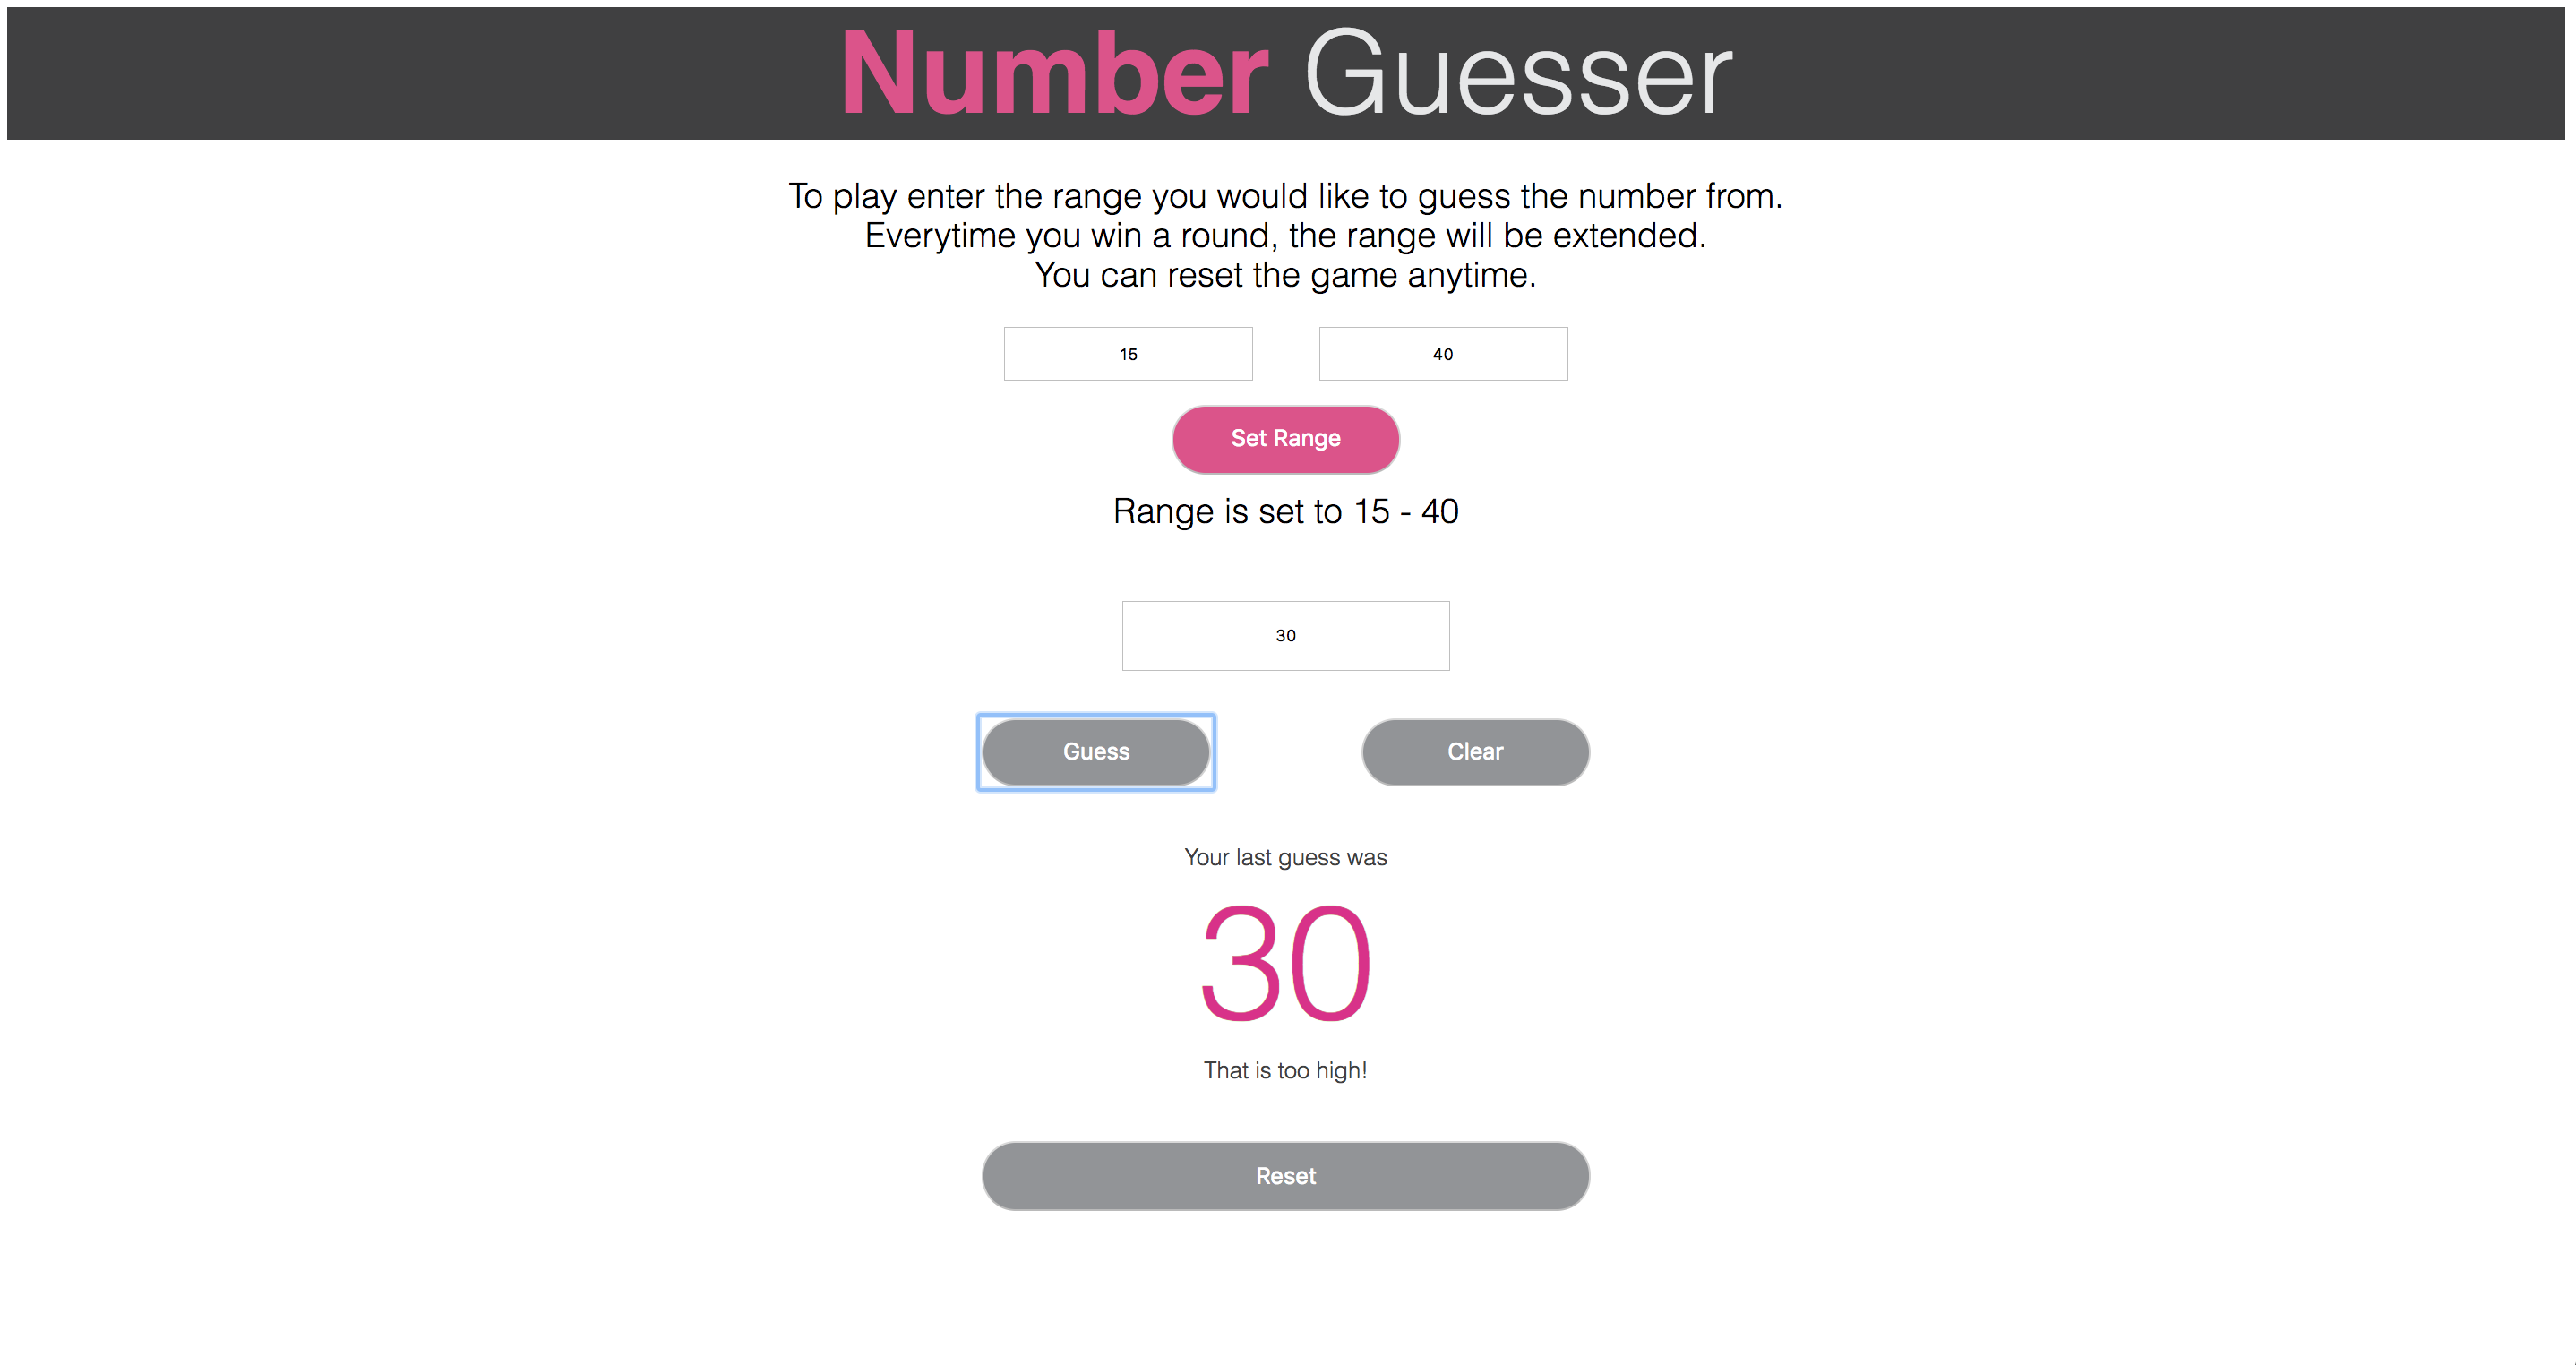 Number Guesser
To play enter the range you would like to guess the number from.
Everytime you win a round, the range will be extended.
You can reset the game anytime.
15 40
Set Range
Range is set to 15 - 40
30
Guess Clear
Your last guess was
30
That is too high!
Reset